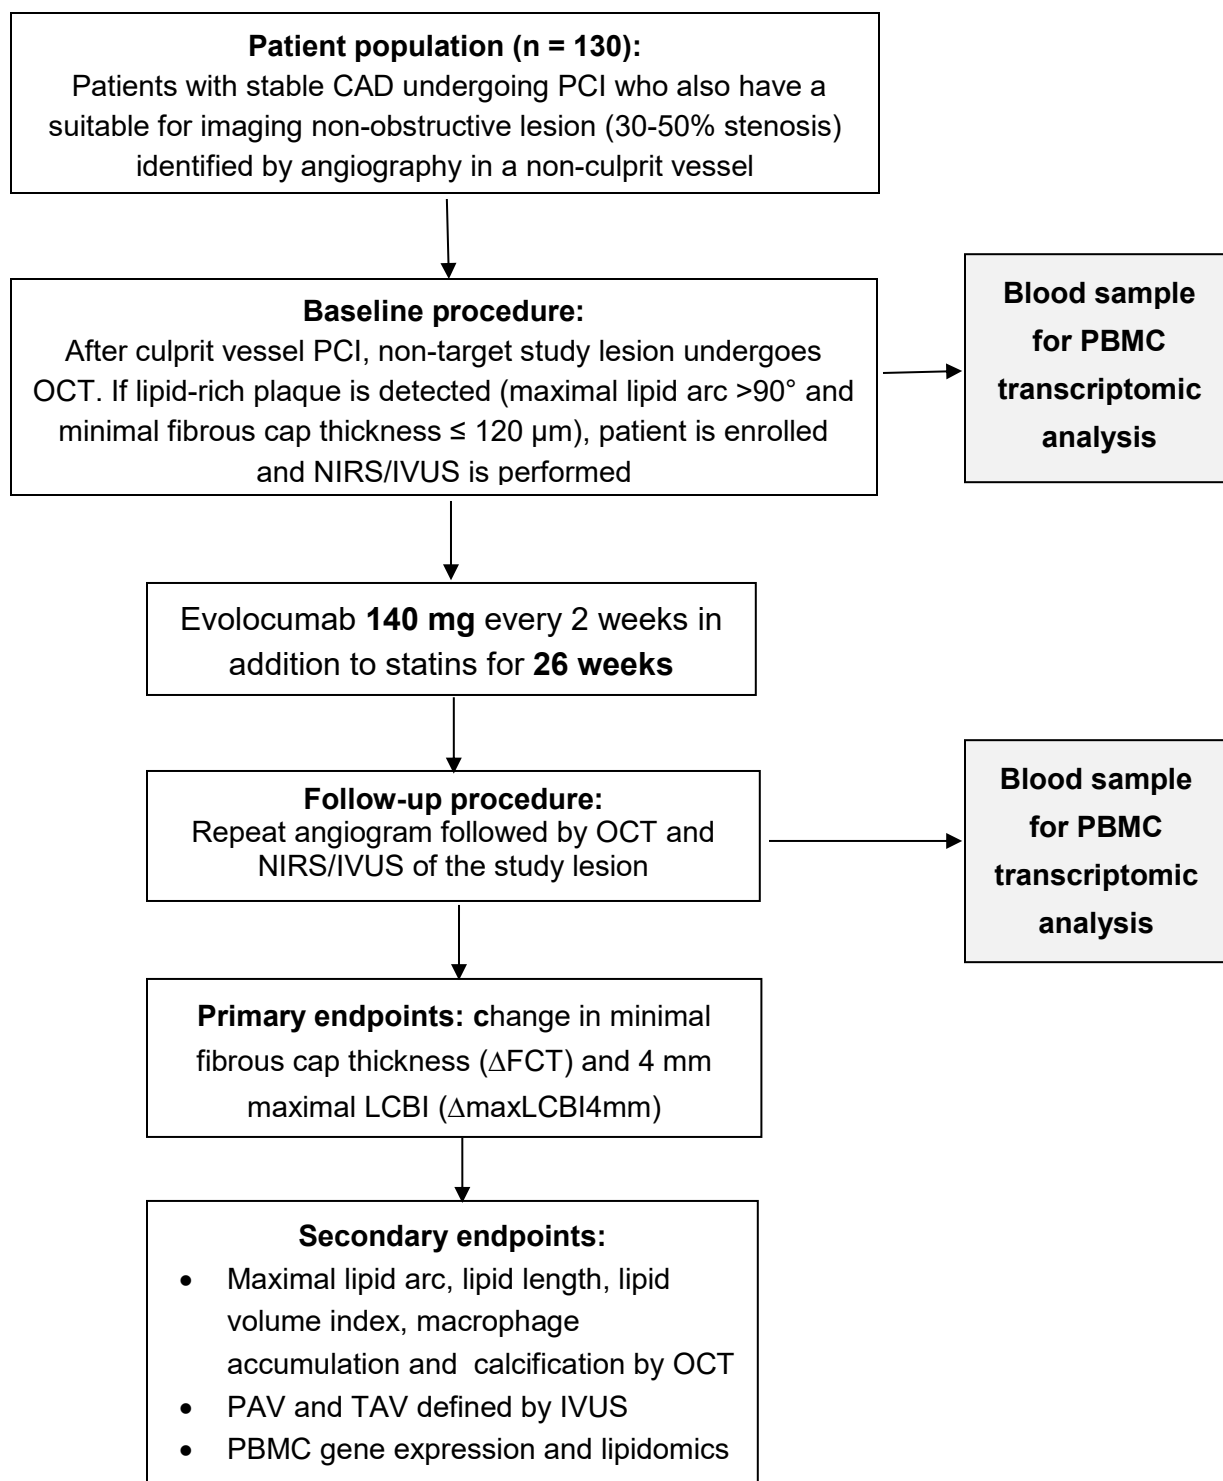 Patient population (n = 130):
Patients with stable CAD undergoing PCI who also have a
suitable for imaging non-obstructive lesion (30-50% stenosis)
identified by angiography in a non-culprit vessel
Baseline procedure:
After culprit vessel PCI, non-target study lesion undergoes
OCT. If lipid-rich plaque is detected (maximal lipid arc >90° and
minimal fibrous cap thickness ≤ 120 μm), patient is enrolled
and NIRS/IVUS is performed
Blood sample
for PBMC
transcriptomic
analysis
Evolocumab 140 mg every 2 weeks in
addition to statins for 26 weeks
Follow-up procedure:
Repeat angiogram followed by OCT and
NIRS/IVUS of the study lesion
Blood sample
for PBMC
transcriptomic
analysis
Primary endpoints: change in minimal
fibrous cap thickness (∆FCT) and 4 mm
maximal LCBI (∆maxLCBI4mm)
Secondary endpoints:
• Maximal lipid arc, lipid length, lipid
volume index, macrophage
accumulation and calcification by OCT
• PAV and TAV defined by IVUS
• PBMC gene expression and lipidomics